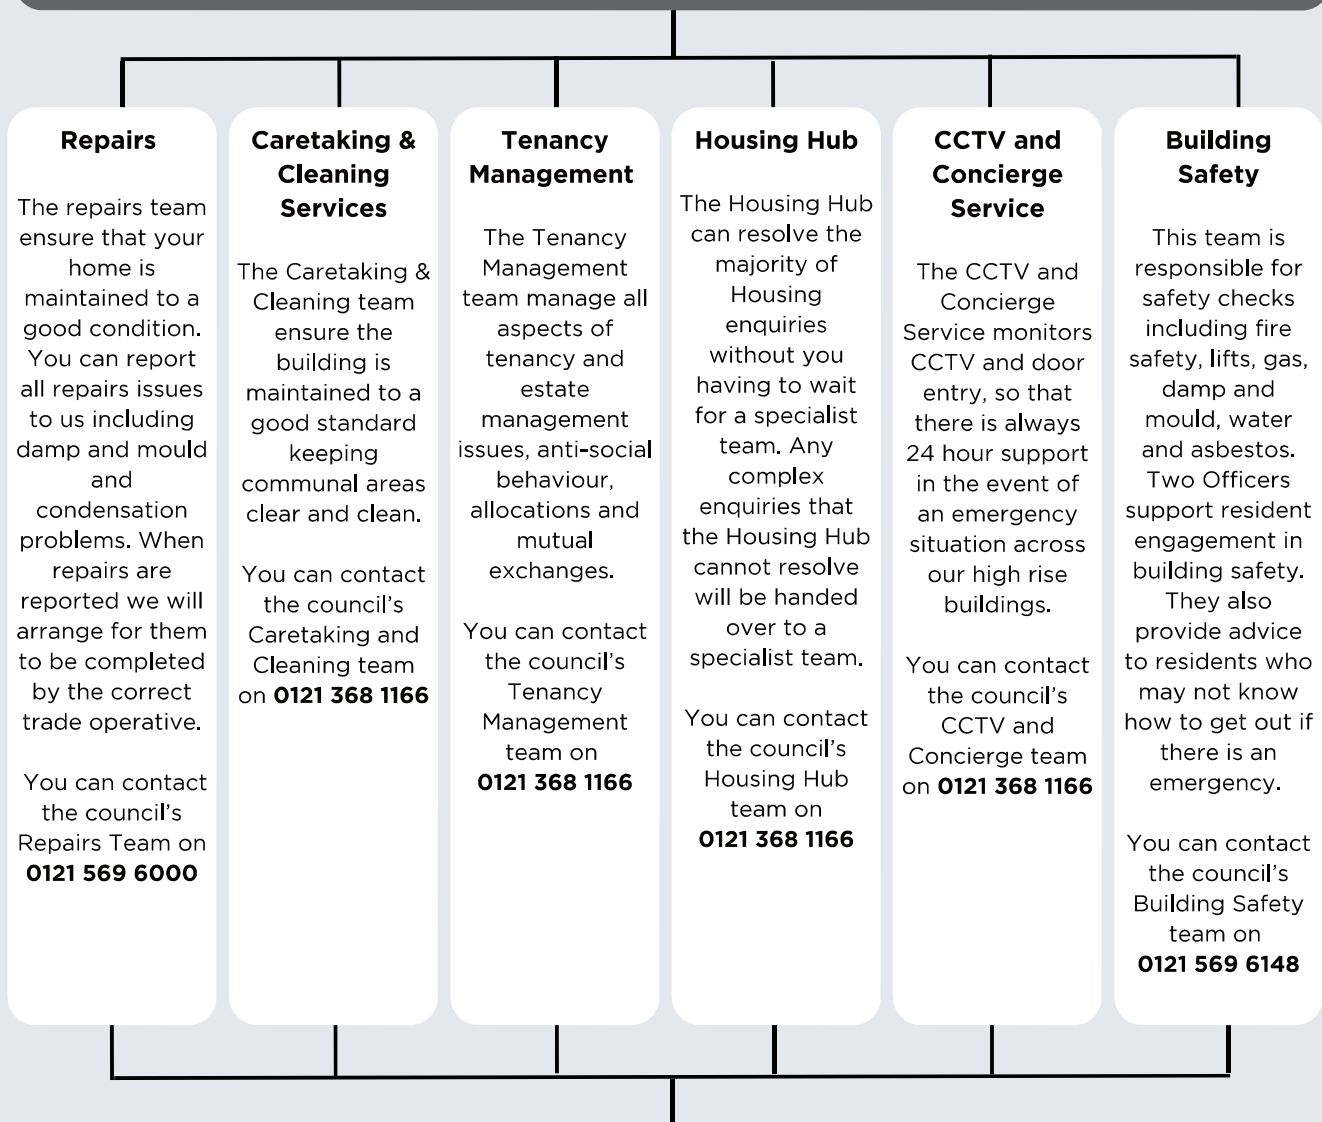 Repairs
The repairs team
ensure that your
home is
maintained to a
good condition.
You can report
all repairs issues
to us including
damp and mould
and
condensation
problems. When
repairs are
reported we will
arrange for them
to be completed
by the correct
trade operative.
You can contact
the council's
Repairs Team on
0121 569 6000
Caretaking &
Cleaning
Services
The Caretaking &
Cleaning team
ensure the
building is
maintained to a
good standard
keeping
communal areas
clear and clean.
You can contact
the council's
Caretaking and
Cleaning team
on 0121 368 1166
Tenancy
Management
The Tenancy
Management
team manage all
aspects of
tenancy and
estate
management
issues, anti-social
behaviour,
allocations and
mutual
exchanges.
You can contact
the council's
Tenancy
Management
team on
0121 368 1166
Housing Hub
The Housing Hub
can resolve the
majority of
Housing
enquiries
without you
having to wait
for a specialist
team. Any
complex
enquiries that
the Housing Hub
cannot resolve
will be handed
over to a
specialist team.
You can contact
the council's
Housing Hub
team on
0121 368 1166
CCTV and
Concierge
Service
The CCTV and
Concierge
Service monitors
CCTV and door
entry, so that
there is always
24 hour support
in the event of
an emergency
situation across
our high rise
buildings.
You can contact
the council's
CCTV and
Concierge team
on 0121 368 1166
Building
Safety
This team is
responsible for
safety checks
including fire
safety, lifts, gas,
damp and
mould, water
and asbestos.
Two Officers
support resident
engagement in
building safety.
They also
provide advice
to residents who
may not know
how to get out if
there is an
emergency.
You can contact
the council's
Building Safety
team on
0121 569 6148